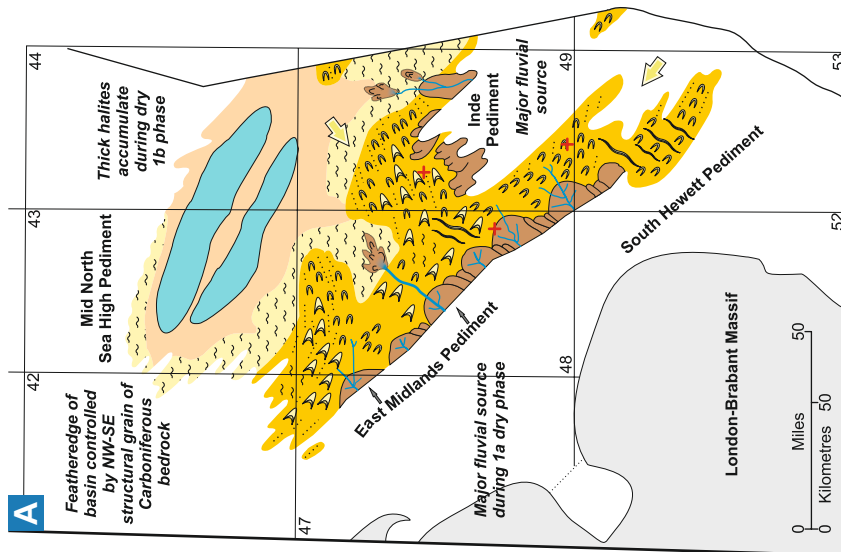 A
44
Thick halites
accumulate
during dry
1b phase
43
Mid North
Sea High Pediment
42
Featheredge of
basin controlled
by NW-SE
structural grain of
Carboniferous
bedrock
49
Major fluvial
source
Inde
Pediment
47
53
52
South Hewett Pediment
East Midlands Pediment
48
Major fluvial source
during 1a dry phase
London-Brabant Massif
0 Miles 50
0 Kilometres 50